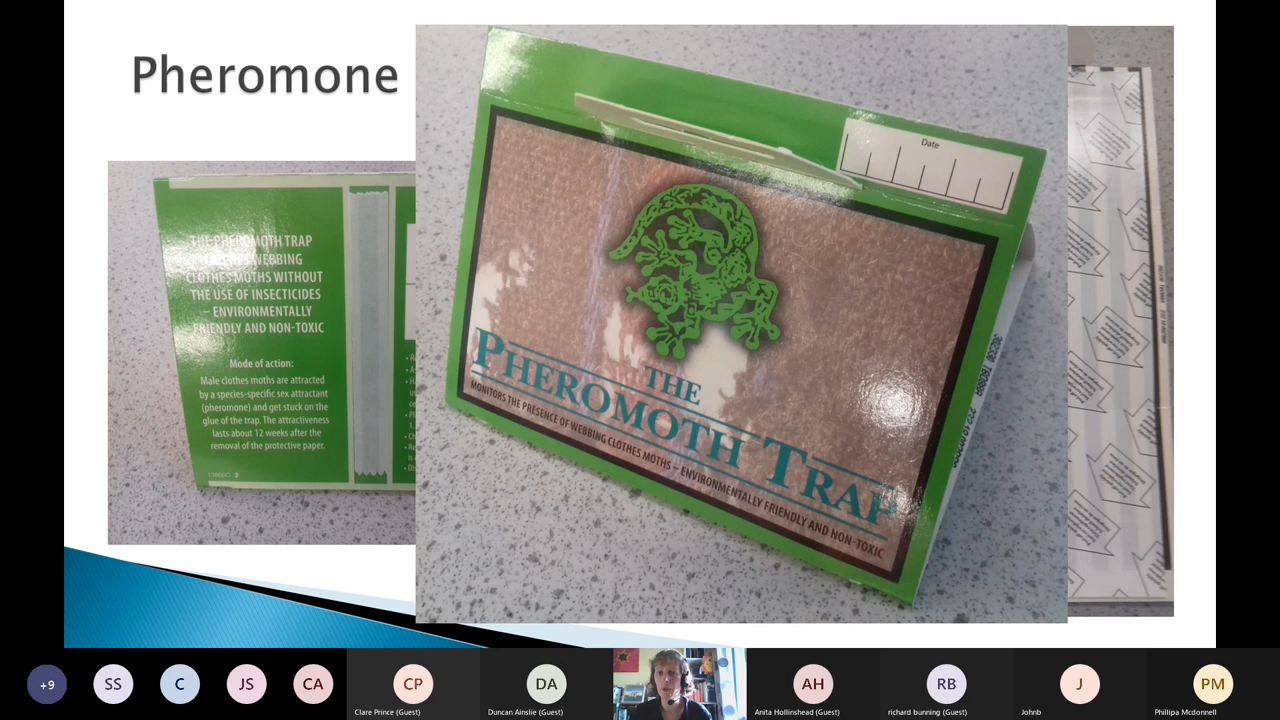 Pheromone
THE PHEROMOTH TRAP
CLOTHES MOTHS WITHOUT
THE USE OF INSECTICIDES
– ENVIRONMENTALLY
FRIENDLY AND NON-TOXIC
Mode of action:
Male clothes moths are attracted
by a species-specific sex attractant
(pheromone) and get stuck on the
glue of the trap. The attractiveness
lasts about 12 weeks after the
removal of the protective paper.
Date
THE
PHEROMOTH TRAP
MONITORS THE PRESENCE OF WEBBING CLOTHES MOTHS – ENVIRONMENTALLY FRIENDLY AND NON-TOXIC
+9
SS
C
JS
CA
CP
Clare Prince (Guest)
DA
Duncan Ainslie (Guest)
AH
Anita Hollinshead (Guest)
RB
richard bunning (Guest)
J
Johnb
PM
Phillipa Mcdonnell